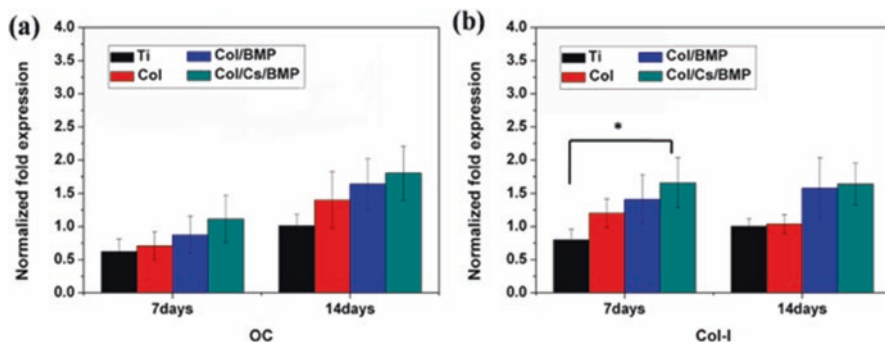 (a)
4.0
3.5
3.0
2.5
2.0
1.5
1.0
0.5
0.0
Normalized fold expression
Ti
Col
Col/BMP
Col/Cs/BMP
7days
14days
OC
(b)
4.0
3.5
3.0
2.5
2.0
1.5
1.0
0.5
0.0
Normalized fold expression
Ti
Col
Col/BMP
Col/Cs/BMP
*
7days
14days
Col-I